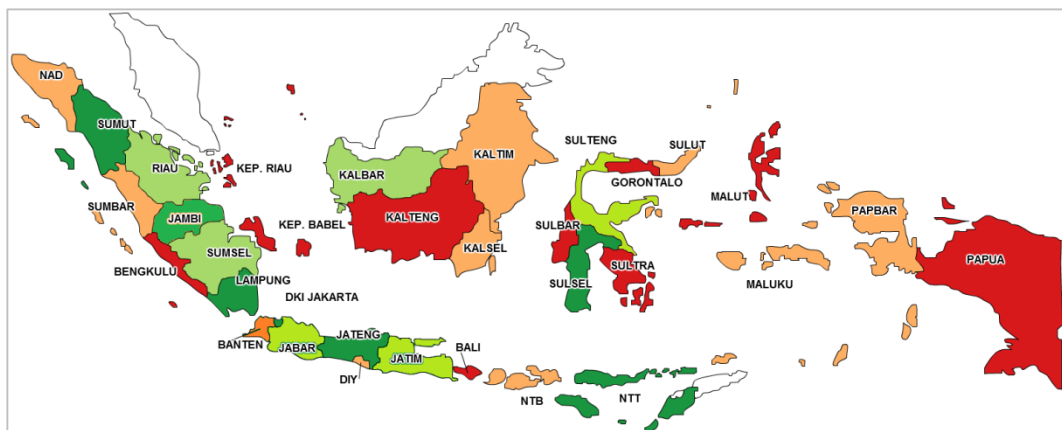 NAD
SUMUT
SULTENG
SULUT
RIAU
KEP. RIAU
KALBAR
KALTIM
GORONTALO
SUMBAR
JAMBI
KEP. BABEL
KALTENG
SULBAR
MALUT
PAPBAR
SUMSEL
KALSEL
BENGKULU
SULTRA
PAPUA
LAMPUNG
SULSEL
MALUKU
DKI JAKARTA
BANTEN
JATENG
JABAR
JATIM
BALI
DIY
NTB
NTT